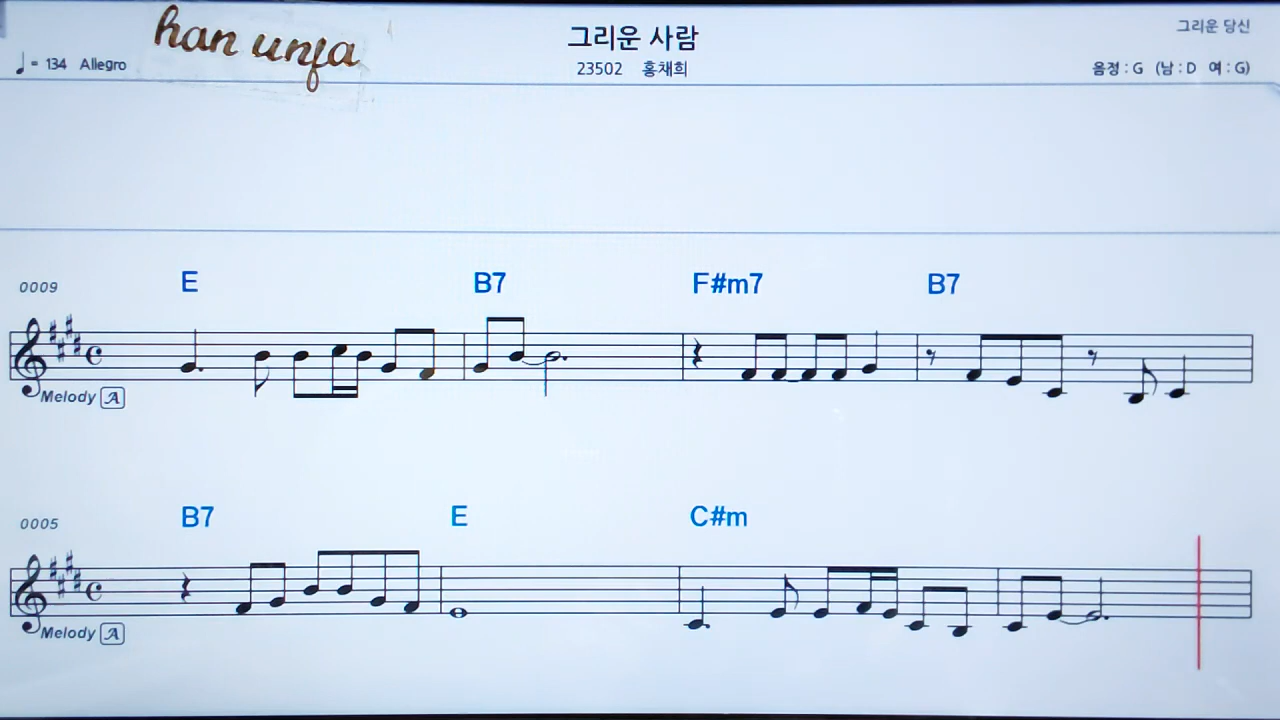 han unja
그리운 사람
그리운 당신
♩= 134 Allegro
23502 홍채희
음정 : G (남 : D 여 : G)
0009
E B7 F#m7 B7
Melody A
0005
B7 E C#m
Melody A